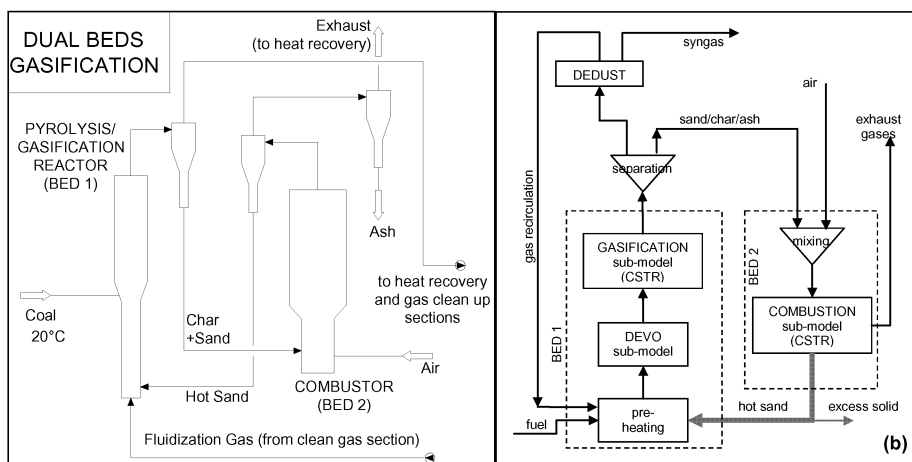 DUAL BEDS
GASIFICATION
Exhaust
(to heat recovery)
PYROLYSIS/
GASIFICATION
REACTOR
(BED 1)
Ash
to heat recovery
and gas clean up
sections
Coal
20°C
Char
+Sand
Air
Hot Sand
COMBUSTOR
(BED 2)
Fluidization Gas (from clean gas section)
syngas
DEDUST
air
sand/char/ash
exhaust
gases
separation
gas recirculation
mixing
BED 2
GASIFICATION
sub-model
(CSTR)
COMBUSTION
sub-model
(CSTR)
BED 1
DEVO
sub-model
hot sand
excess solid
pre-
heating
fuel
(b)